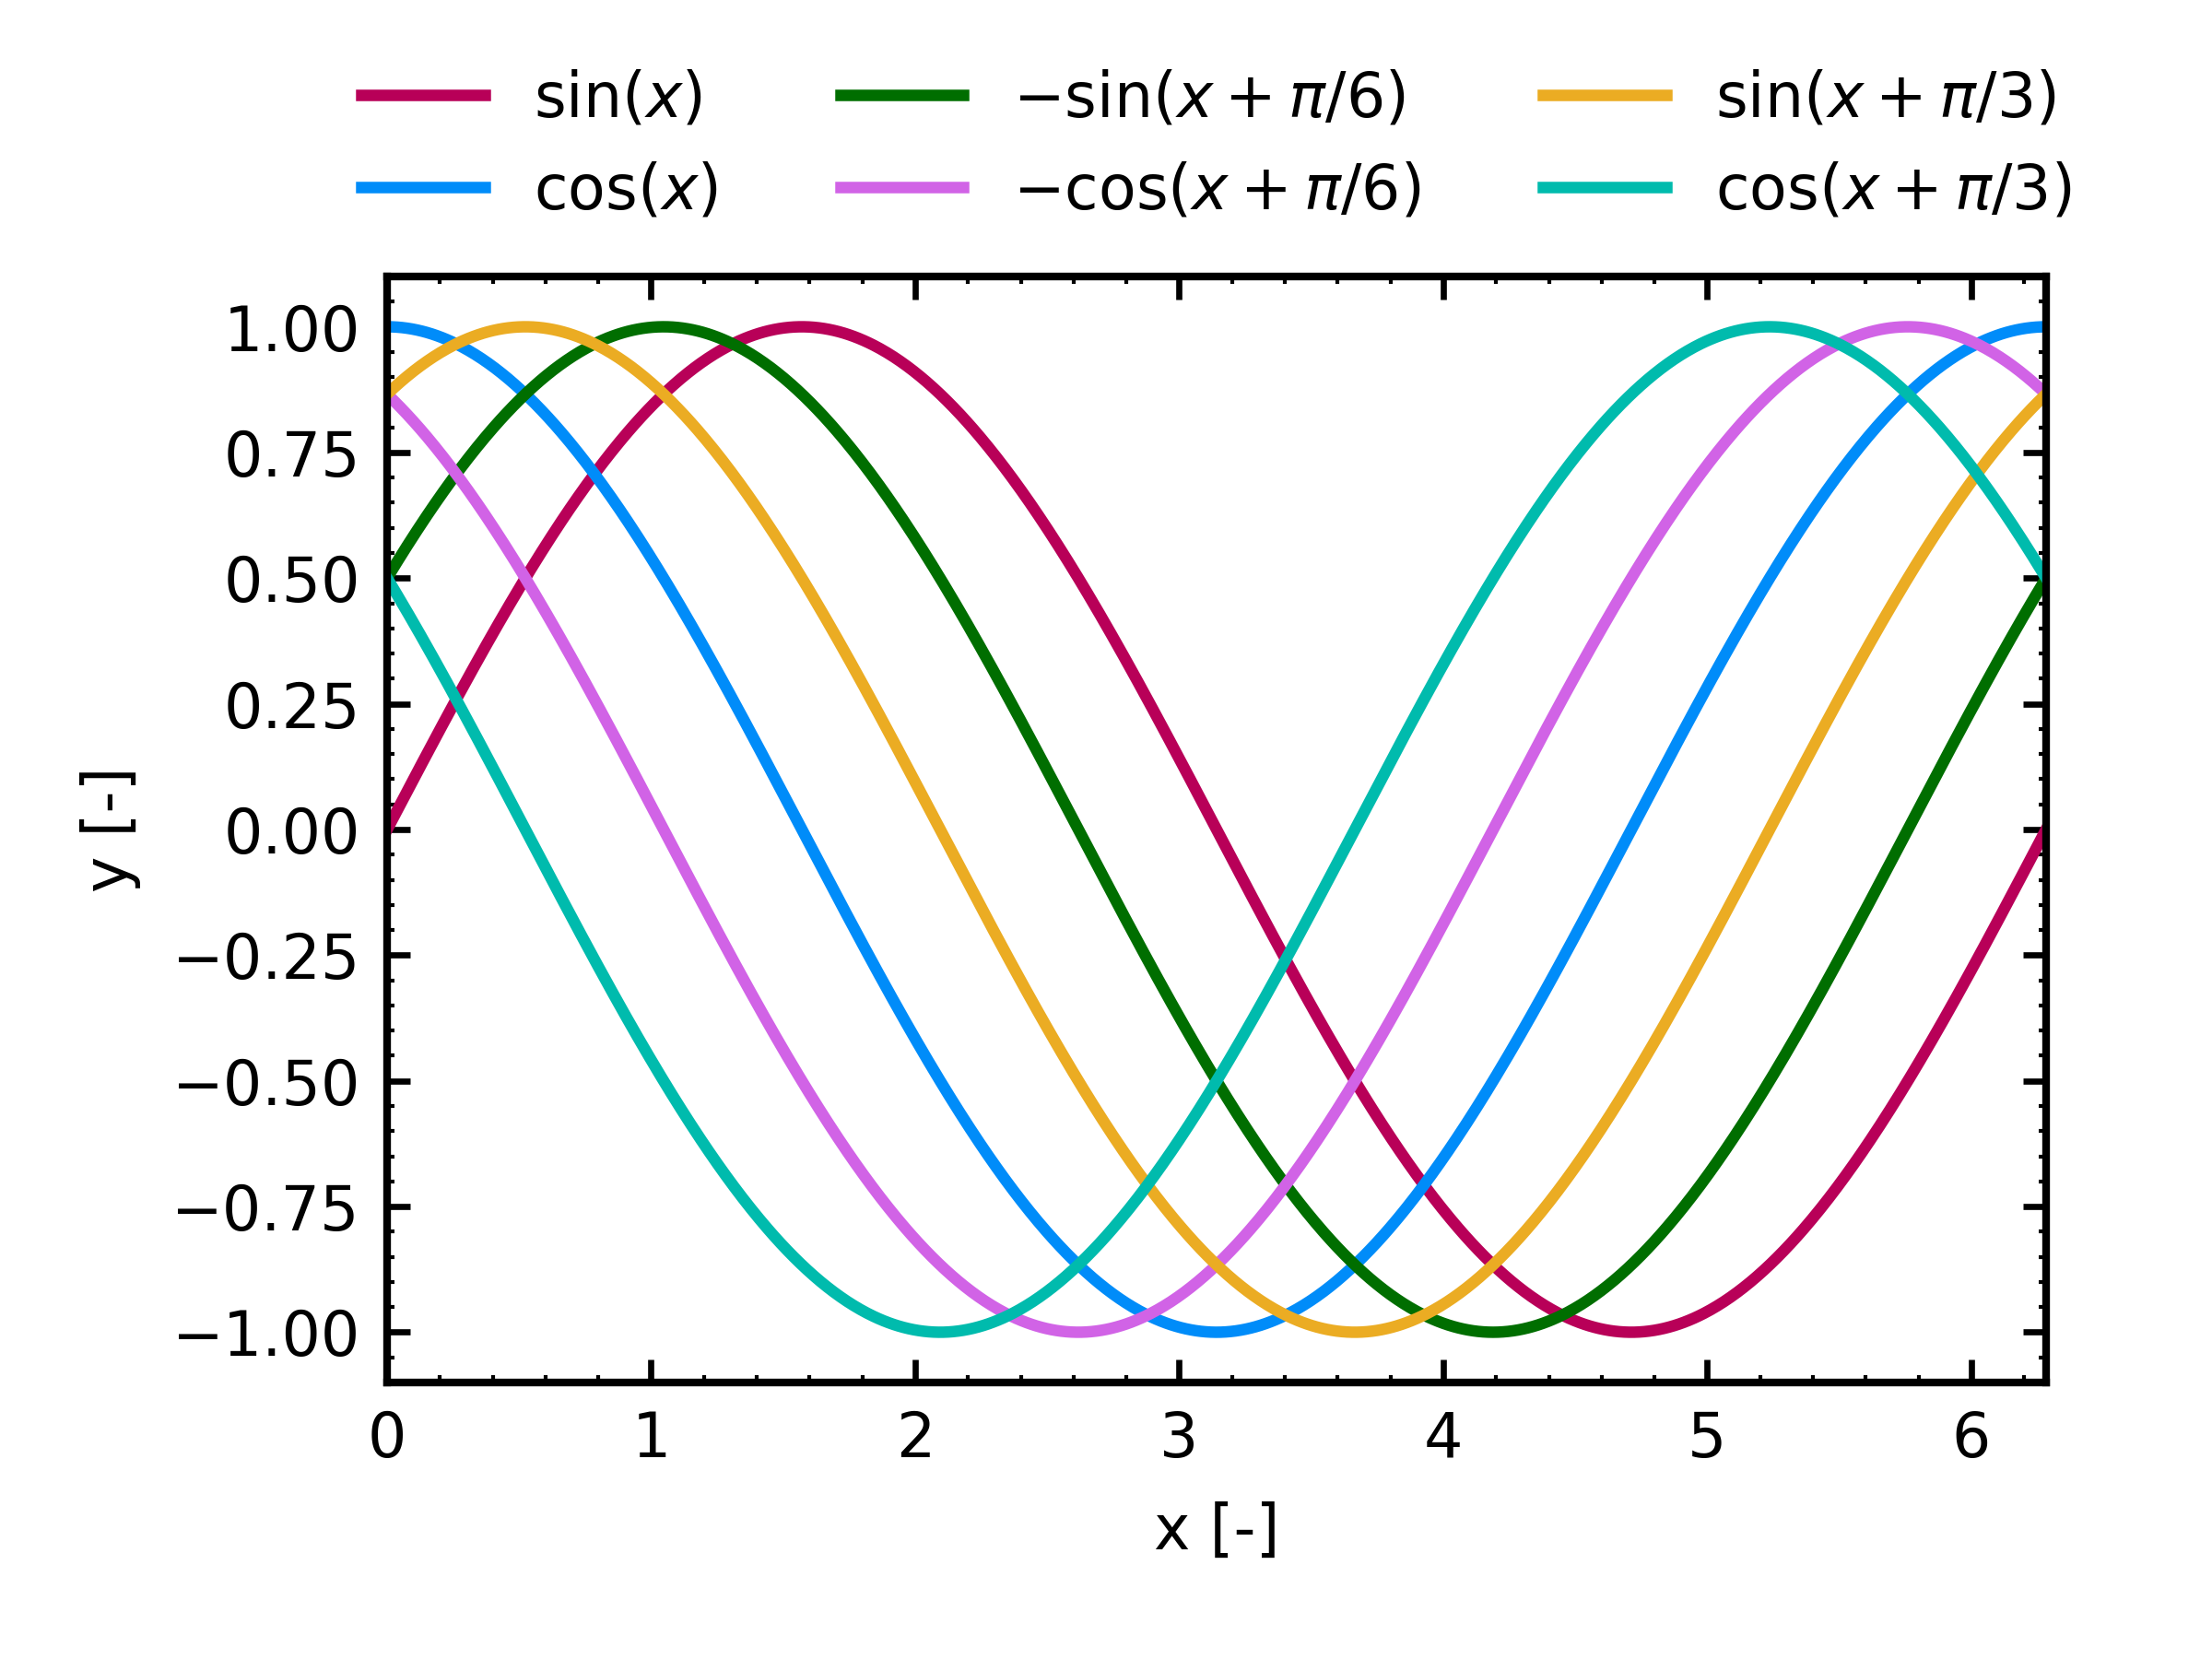 sin(x) −sin(x + π/6) sin(x + π/3)
cos(x) −cos(x + π/6) cos(x + π/3)
1.00
0.75
0.50
0.25
0.00
−0.25
−0.50
−0.75
−1.00
y [-]
0 1 2 3 4 5 6
x [-]